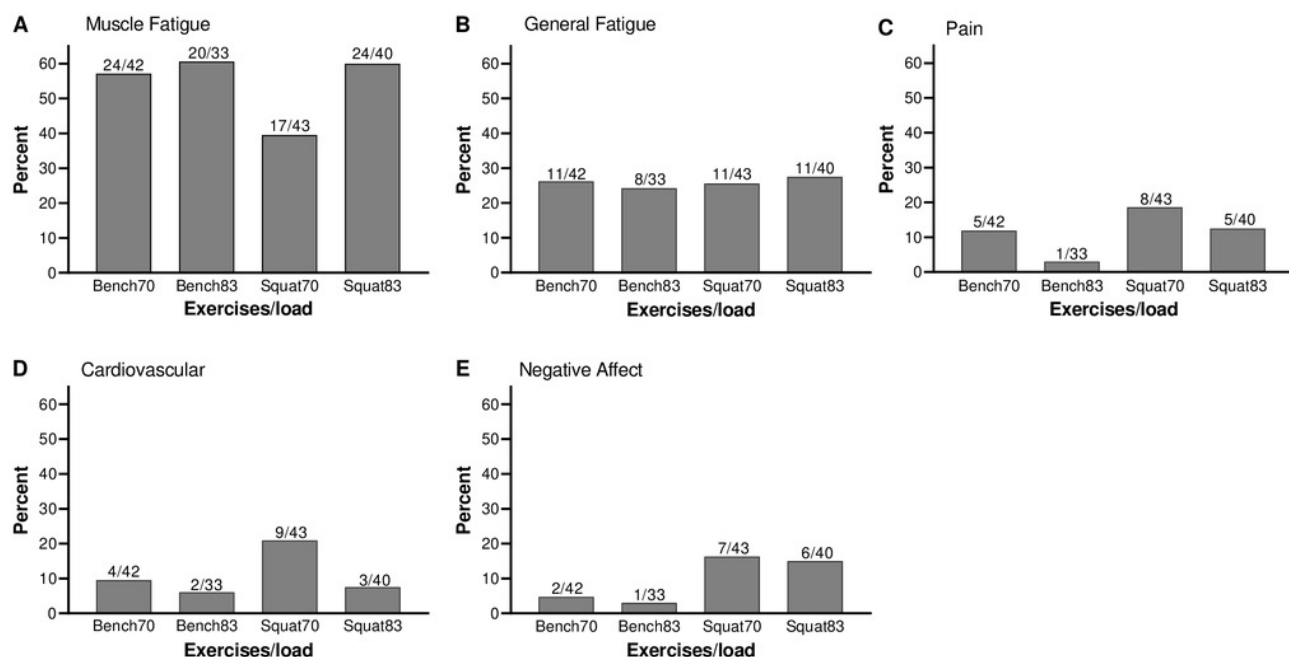 A Muscle Fatigue
24/42 20/33 17/43 24/40
60
50
40
30
20
10
0
Percent
Bench70 Bench83 Squat70 Squat83
Exercises/load
B General Fatigue
60
50
40
30
20
10
0
Percent
11/42 8/33 11/43 11/40
Bench70 Bench83 Squat70 Squat83
Exercises/load
C Pain
60
50
40
30
20
10
0
Percent
5/42 1/33 8/43 5/40
Bench70 Bench83 Squat70 Squat83
Exercises/load
D Cardiovascular
60
50
40
30
20
10
0
Percent
4/42 2/33 9/43 3/40
Bench70 Bench83 Squat70 Squat83
Exercises/load
E Negative Affect
60
50
40
30
20
10
0
Percent
2/42 1/33 7/43 6/40
Bench70 Bench83 Squat70 Squat83
Exercises/load